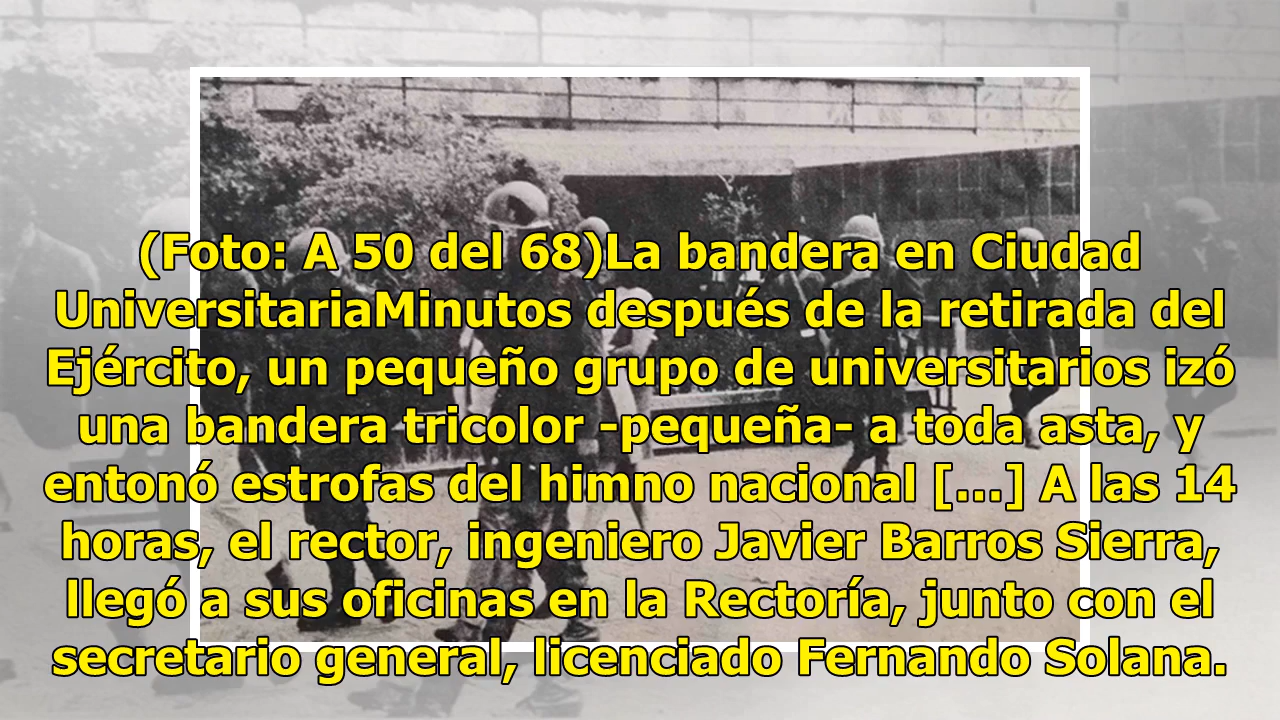 (Foto: A 50 del 68)La bandera en Ciudad
UniversitariaMinutos después de la retirada del
Ejército, un pequeño grupo de universitarios izó
una bandera tricolor -pequeña- a toda asta, y
entonó estrofas del himno nacional [...] A las 14
horas, el rector, ingeniero Javier Barros Sierra,
llegó a sus oficinas en la Rectoría, junto con el
secretario general, licenciado Fernando Solana.